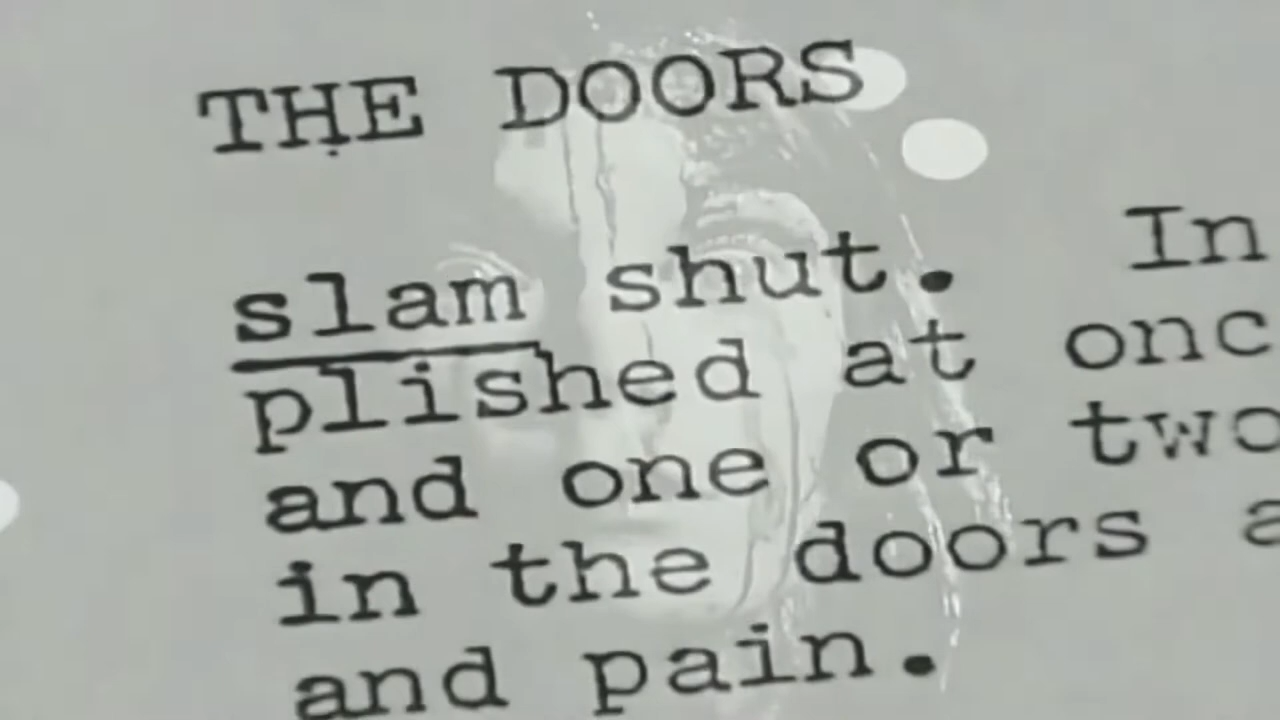 THE DOORS
slam shut. In
plished at onc
and one or two
in the doors a
and pain.